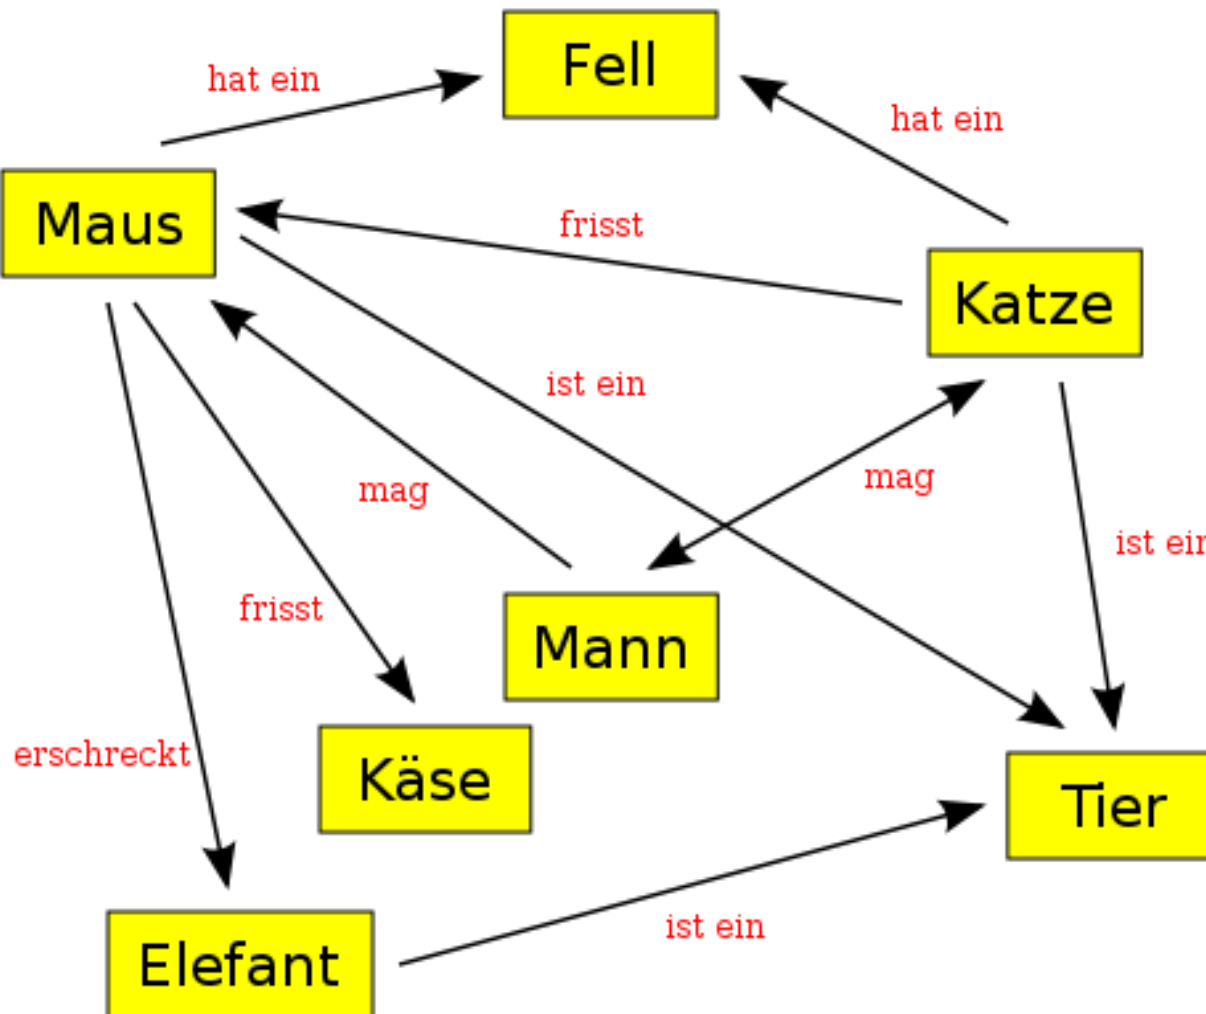 Fell
hat ein
hat ein
Maus
frisst
Katze
ist ein
mag
mag
ist ein
frisst
Mann
erschreckt
Käse
Tier
ist ein
Elefant